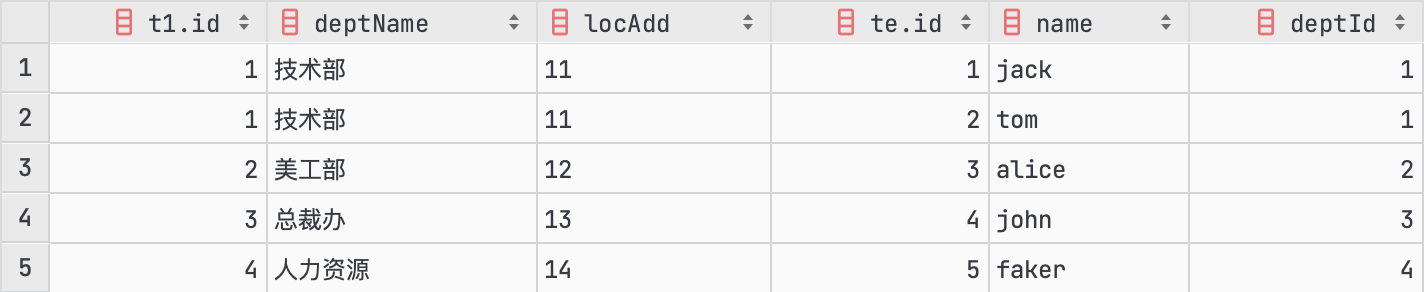 t1.id deptName locAdd te.id name deptId
1 1 技术部 11 1 jack 1
2 1 技术部 11 2 tom 1
3 2 美工部 12 3 alice 2
4 3 总裁办 13 4 john 3
5 4 人力资源 14 5 faker 4